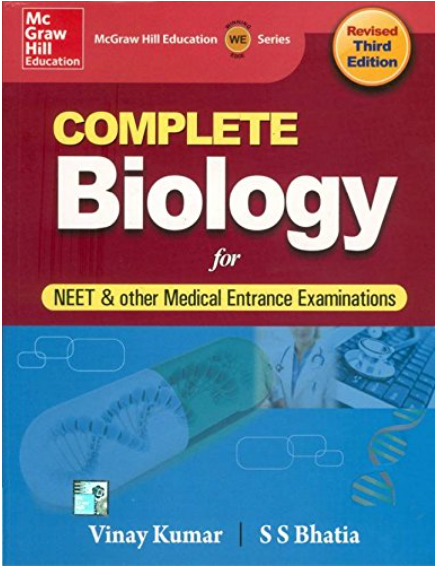 Mc
Graw
Hill
Education
McGraw Hill Education WE Series
Revised
Third
Edition
COMPLETE
Biology
for
NEET & other Medical Entrance Examinations
Vinay Kumar | S S Bhatia